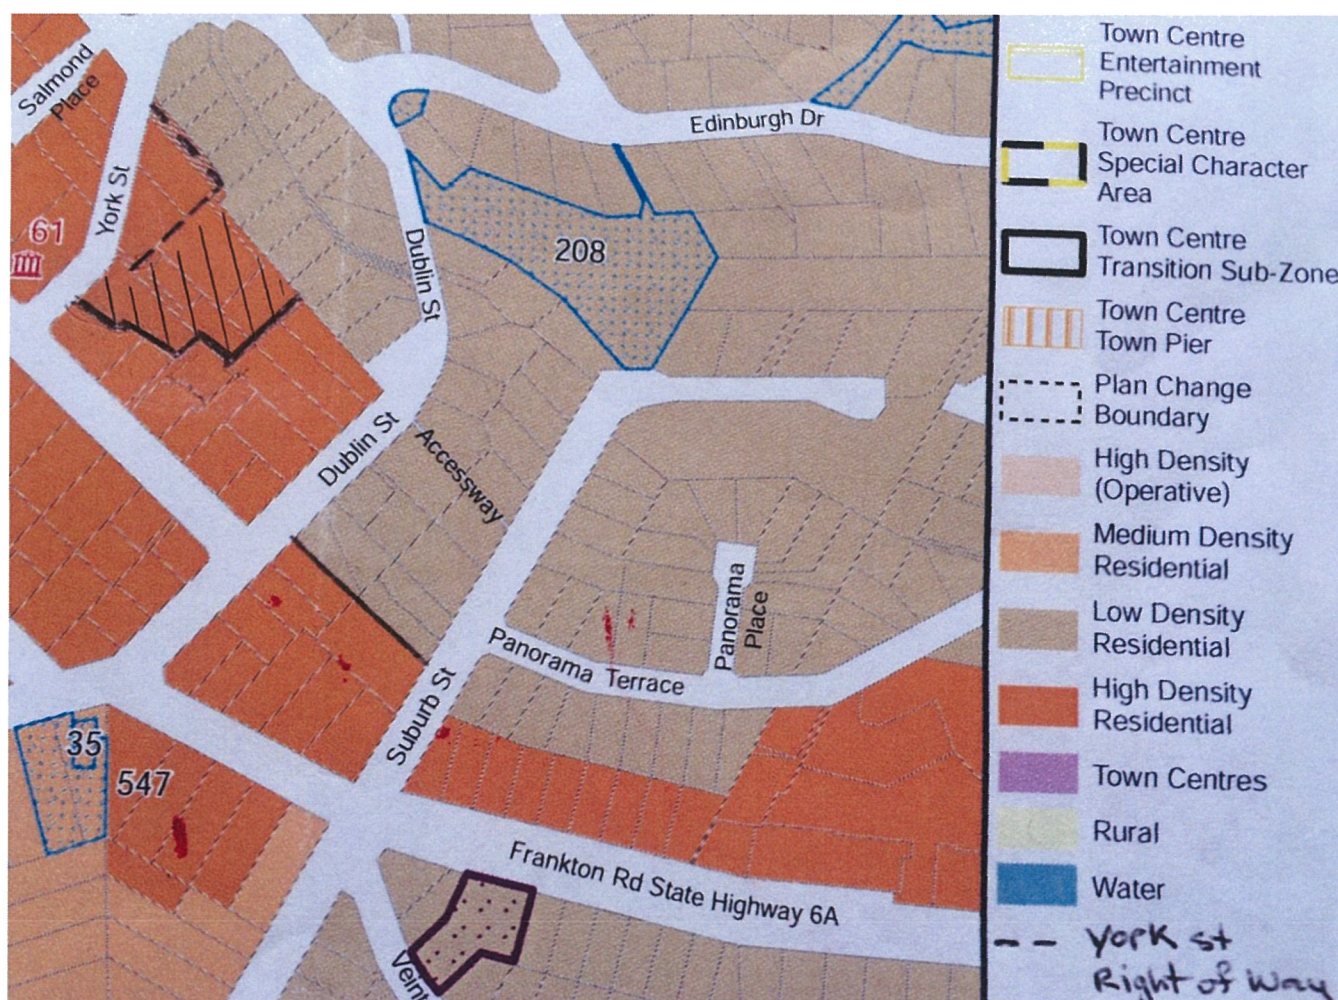 Salmond
Place
York St
61
Edinburgh Dr
Dublin St
208
Dublin St
Accessway
Panorama
Place
Panorama Terrace
Suburb St
35
547
Frankton Rd State Highway 6A
Town Centre
Entertainment
Precinct
Town Centre
Special Character
Area
Town Centre
Transition Sub-Zone
Town Centre
Town Pier
Plan Change
Boundary
High Density
(Operative)
Medium Density
Residential
Low Density
Residential
High Density
Residential
Town Centres
Rural
Water
York st
Right of Way